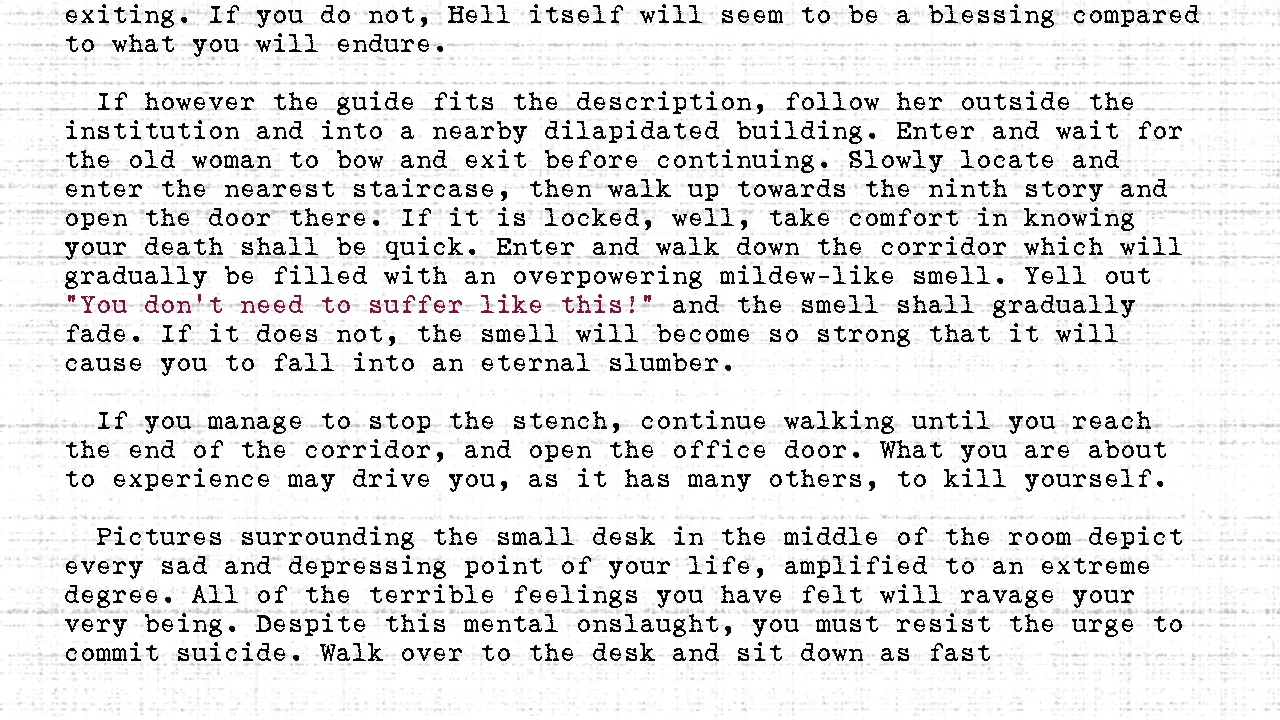 exiting. If you do not, Hell itself will seem to be a blessing compared
to what you will endure.
If however the guide fits the description, follow her outside the
institution and into a nearby dilapidated building. Enter and wait for
the old woman to bow and exit before continuing. Slowly locate and
enter the nearest staircase, then walk up towards the ninth story and
open the door there. If it is locked, well, take comfort in knowing
your death shall be quick. Enter and walk down the corridor which will
gradually be filled with an overpowering mildew-like smell. Yell out
"You don't need to suffer like this!" and the smell shall gradually
fade. If it does not, the smell will become so strong that it will
cause you to fall into an eternal slumber.
If you manage to stop the stench, continue walking until you reach
the end of the corridor, and open the office door. What you are about
to experience may drive you, as it has many others, to kill yourself.
Pictures surrounding the small desk in the middle of the room depict
every sad and depressing point of your life, amplified to an extreme
degree. All of the terrible feelings you have felt will ravage your
very being. Despite this mental onslaught, you must resist the urge to
commit suicide. Walk over to the desk and sit down as fast